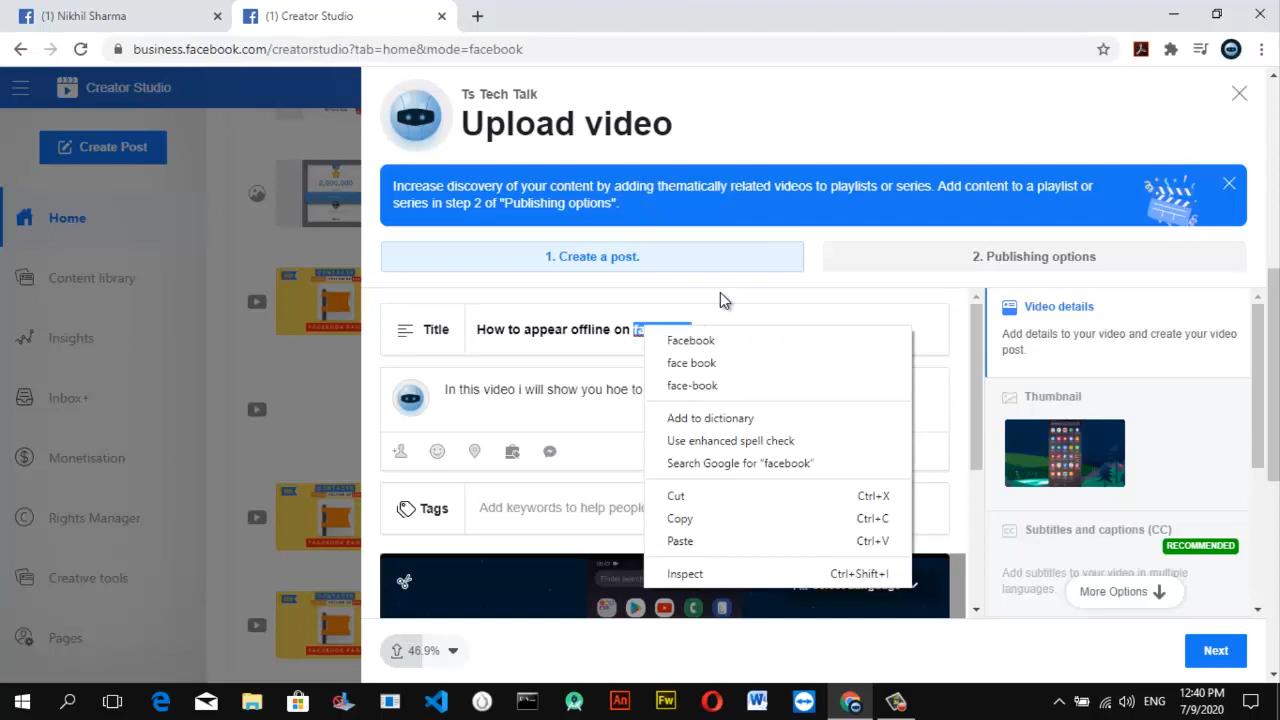 (1) Nikhil Sharma
(1) Creator Studio
business.facebook.com/creatorstudio?tab=home&mode=facebook
Creator Studio
Create Post
Home
Content library
Insights
Inbox+
Monetisation
Rights Manager
Creative tools
Pages
2,000,000
Ts Tech Talk
Upload video
Increase discovery of your content by adding thematically related videos to playlists or series. Add content to a playlist or
series in step 2 of "Publishing options".
1. Create a post.
2. Publishing options
Title
How to appear offline on
In this video i will show you hoe to
Tags
Add keywords to help people
Facebook
face book
face-book
Add to dictionary
Use enhanced spell check
Search Google for "facebook"
Cut Ctrl+X
Copy Ctrl+C
Paste Ctrl+V
Inspect Ctrl+Shift+I
Video details
Add details to your video and create your video
post.
Thumbnail
Subtitles and captions (CC)
RECOMMENDED
Add subtitles to your video in multiple
languages.
More Options
46.9%
Next
An
Fw
ENG
12:40 PM
7/9/2020